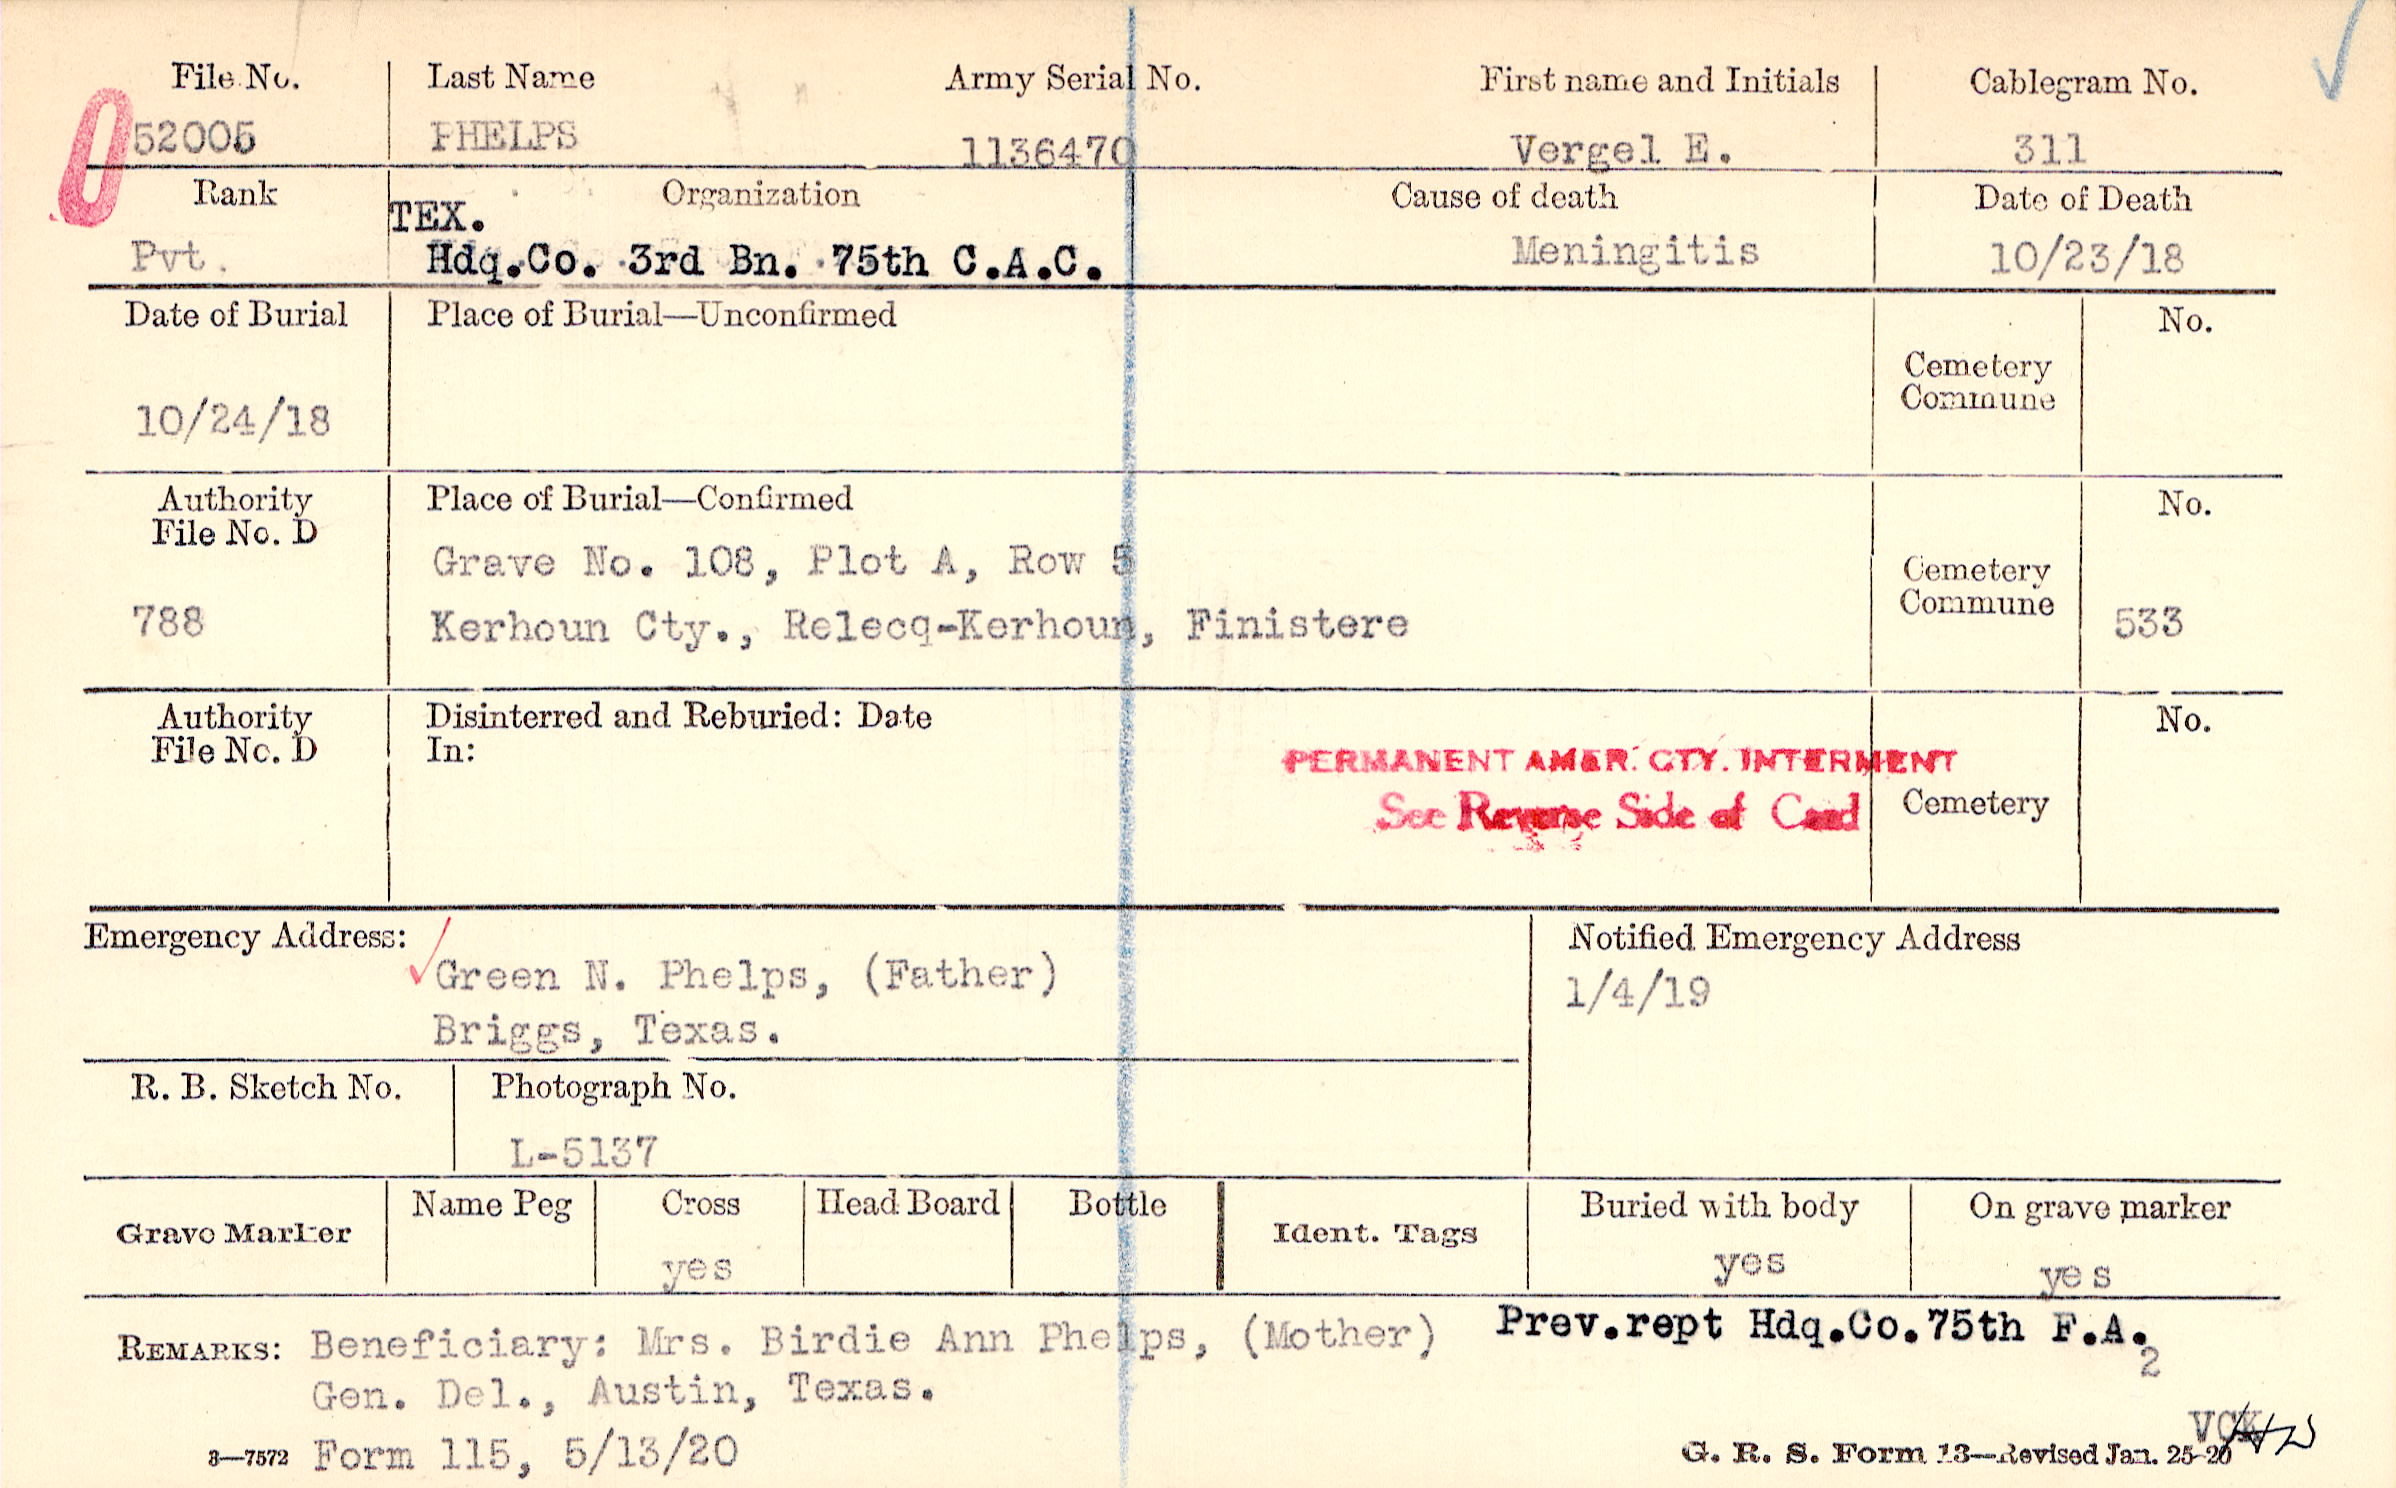 File No. Last Name Army Serial No. First name and Initials Cablegram No.
52005 PHELPS 1136470 Vergel E. 311
Rank Organization Cause of death Date of Death
TEX.
Pvt. Hdq.Co. 3rd Bn. 75th C.A.C. Meningitis 10/23/18
Date of Burial Place of Burial—Unconfirmed No.
Cemetery
Commune
10/24/18
Authority Place of Burial—Confirmed No.
File No. D
Grave No. 108, Plot A, Row 5
Cemetery
Commune
788 Kerhoun Cty., Relecq-Kerhoun, Finistere 533
Authority Disinterred and Reburied: Date No.
File No. D In:
PERMANENT AMER. CTY. INTERMENT
See Reverse Side of Card Cemetery
Emergency Address: Notified Emergency Address
Green N. Phelps, (Father) 1/4/19
Briggs, Texas.
R. B. Sketch No. Photograph No.
L-5137
Grave Marker Name Peg Cross Head Board Bottle Ident. Tags Buried with body On grave marker
yes yes yes
REMARKS: Beneficiary: Mrs. Birdie Ann Phelps, (Mother) Prev.rept Hdq.Co.75th F.A.
2
Gen. Del., Austin, Texas.
VCK
3—7572 Form 115, 5/13/20 G. R. S. Form 13—Revised Jan. 25-20